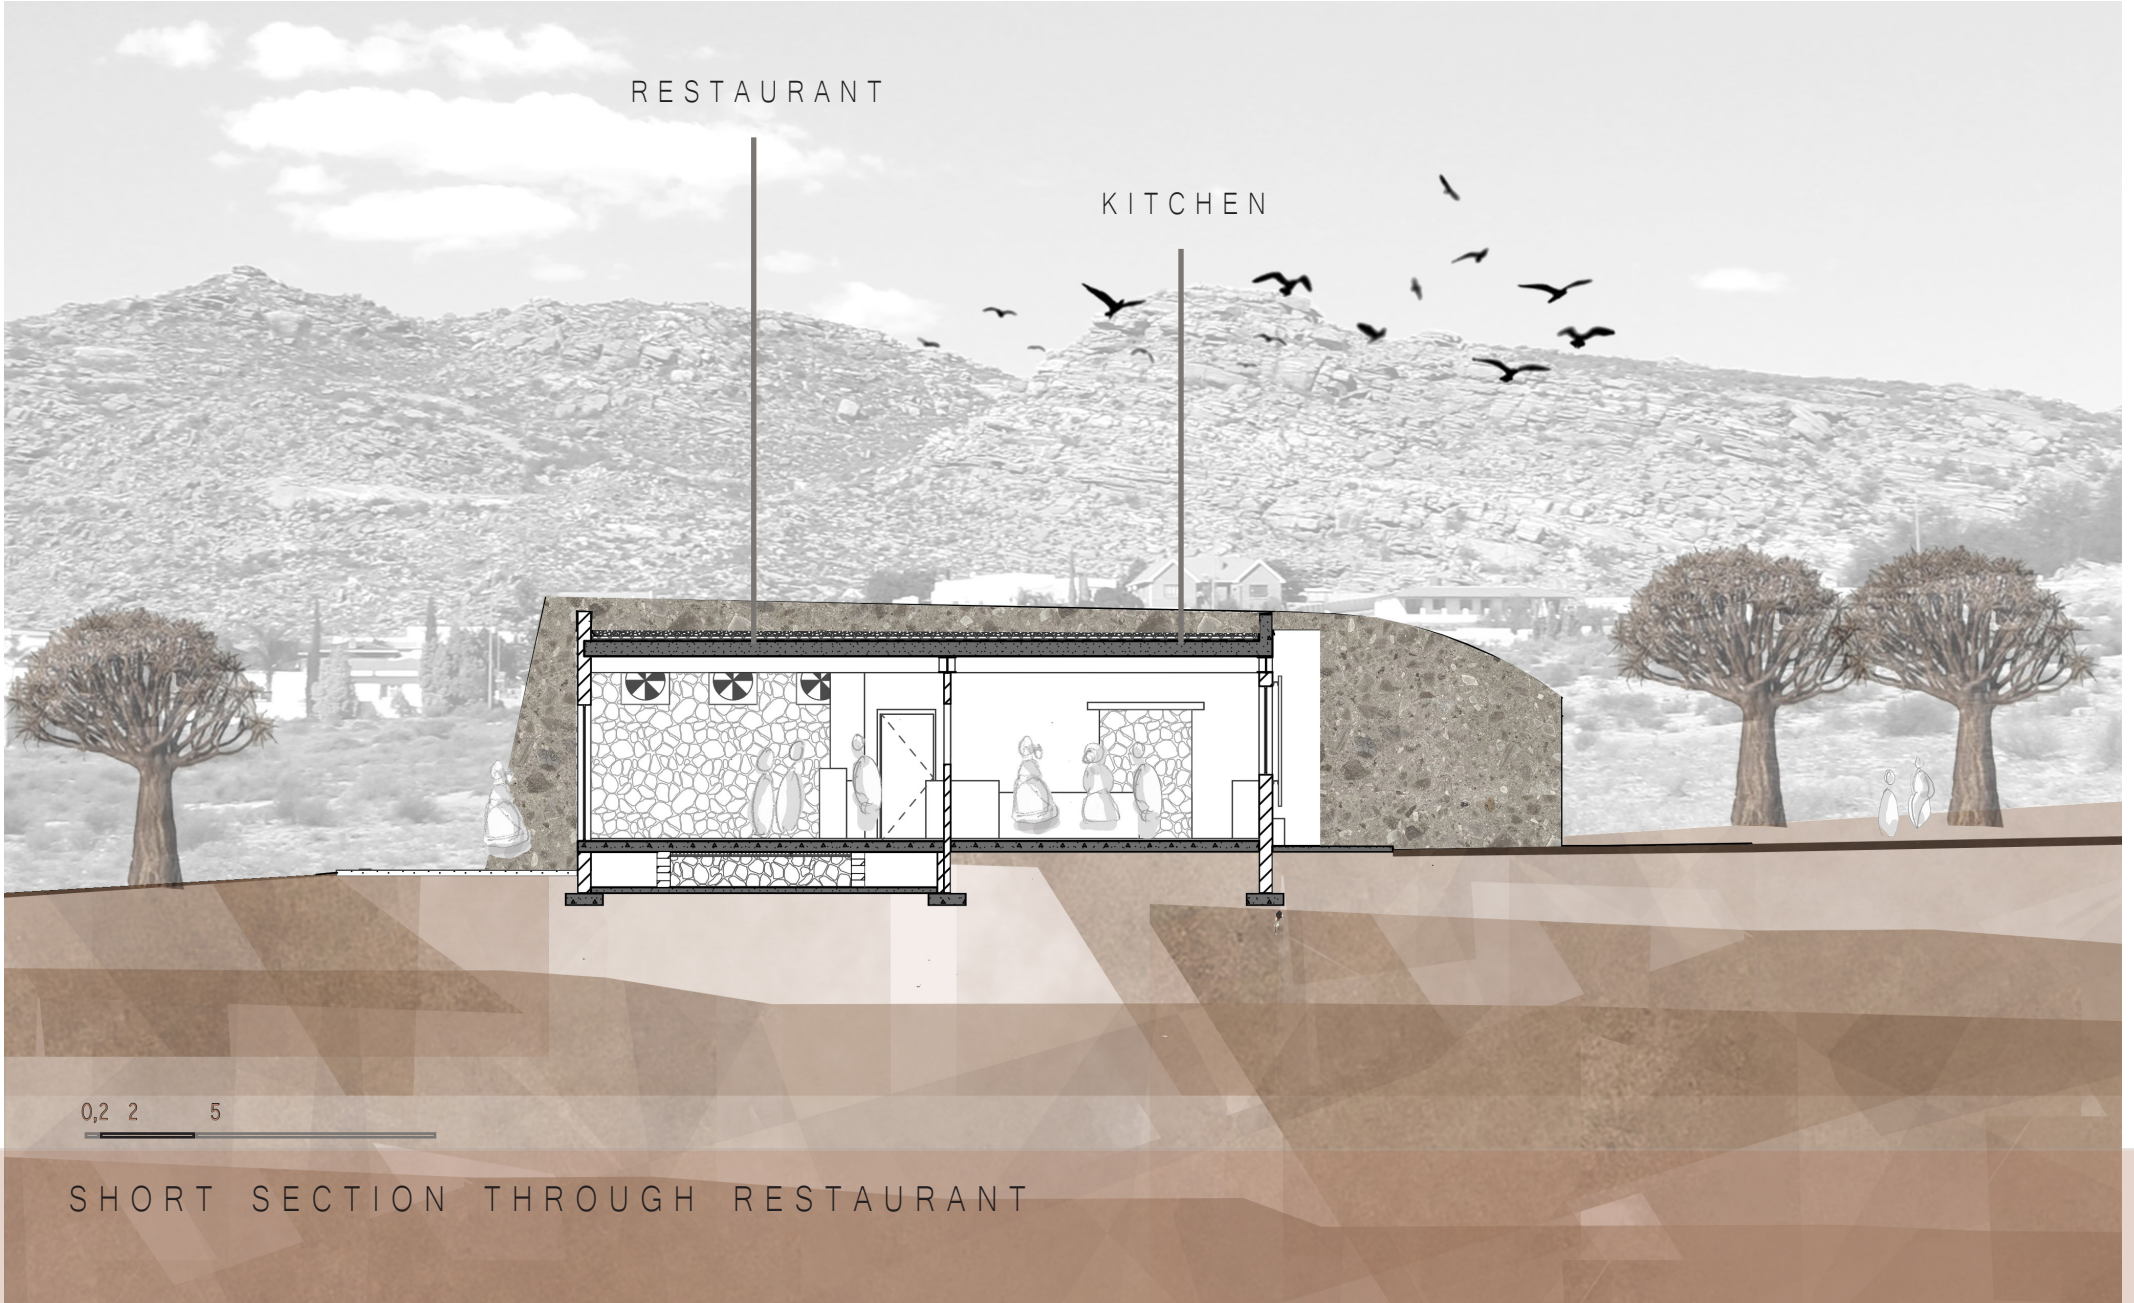 RESTAURANT
KITCHEN
0,2 2 5
SHORT SECTION THROUGH RESTAURANT